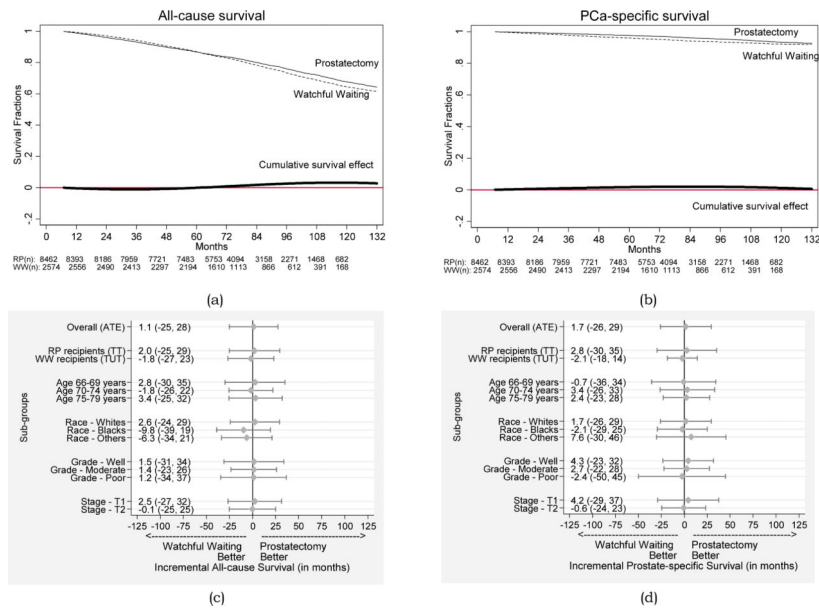 All-cause survival
Survival Fractions
1
.8
.6
.4
.2
0
-.2
Prostatectomy
Watchful Waiting
Cumulative survival effect
0 12 24 36 48 60 72 84 96 108 120 132
Months
RP(n): 8462 8393 8186 7959 7721 7483 5753 4094 3158 2271 1468 682
WW(n): 2574 2556 2490 2413 2297 2194 1610 1113 866 612 391 168
(a)
PCa-specific survival
Survival Fractions
1
.8
.6
.4
.2
0
-.2
Prostatectomy
Watchful Waiting
Cumulative survival effect
0 12 24 36 48 60 72 84 96 108 120 132
Months
RP(n): 8462 8393 8186 7959 7721 7483 5753 4094 3158 2271 1468 682
WW(n): 2574 2556 2490 2413 2297 2194 1610 1113 866 612 391 168
(b)
Sub-groups
Overall (ATE) 1.1 (-25, 28)
RP recipients (TT) 2.0 (-25, 29)
WW recipients (TUT) -1.8 (-27, 23)
Age 66-69 years 2.8 (-30, 35)
Age 70-74 years -1.8 (-26, 22)
Age 75-79 years 3.4 (-25, 32)
Race - Whites 2.6 (-24, 29)
Race - Blacks -9.8 (-39, 19)
Race - Others -6.3 (-34, 21)
Grade - Well 1.5 (-31, 34)
Grade - Moderate 1.4 (-23, 26)
Grade - Poor 1.2 (-34, 37)
Stage - T1 2.5 (-27, 32)
Stage - T2 -0.1 (-25, 25)
-125 -100 -75 -50 -25 0 25 50 75 100 125
Watchful Waiting Prostatectomy
Better Better
Incremental All-cause Survival (in months)
(c)
Sub-groups
Overall (ATE) 1.7 (-26, 29)
RP recipients (TT) 2.8 (-30, 35)
WW recipients (TUT) -2.1 (-18, 14)
Age 66-69 years -0.7 (-36, 34)
Age 70-74 years 3.4 (-26, 33)
Age 75-79 years 2.4 (-23, 28)
Race - Whites 1.7 (-26, 29)
Race - Blacks -2.1 (-29, 25)
Race - Others 7.6 (-30, 46)
Grade - Well 4.3 (-23, 32)
Grade - Moderate 2.7 (-22, 28)
Grade - Poor -2.4 (-50, 45)
Stage - T1 4.2 (-29, 37)
Stage - T2 -0.6 (-24, 23)
-125 -100 -75 -50 -25 0 25 50 75 100 125
Watchful Waiting Prostatectomy
Better Better
Incremental Prostate-specific Survival (in months)
(d)